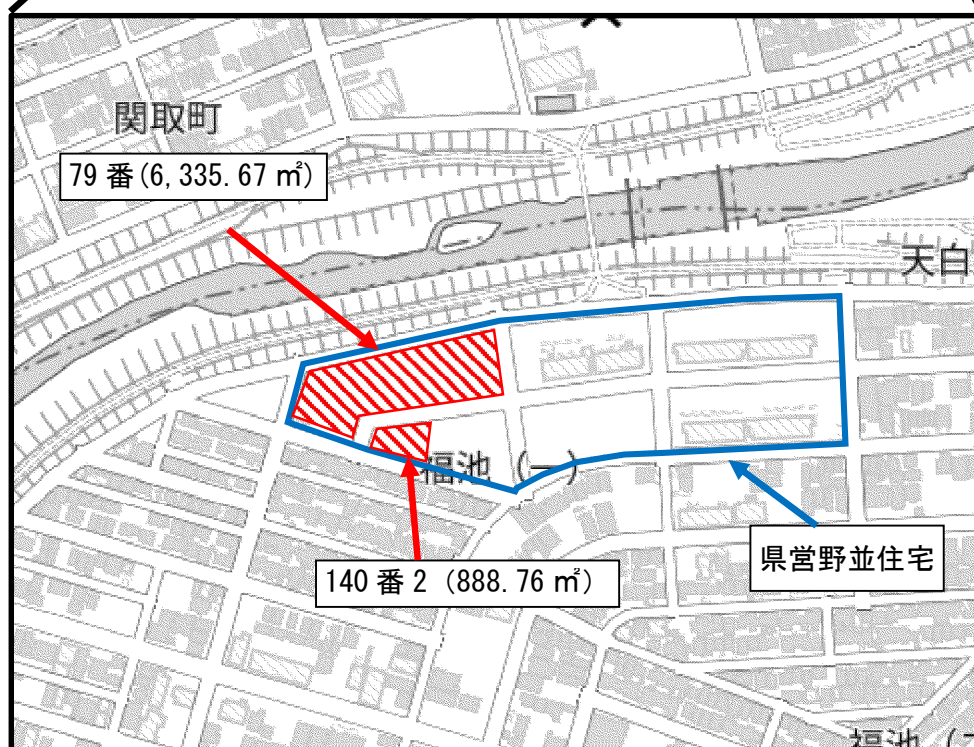 関取町
79 番(6,335.67 ㎡)
天白
福池 (一)
140 番 2 (888.76 ㎡)
県営野並住宅
福池 (